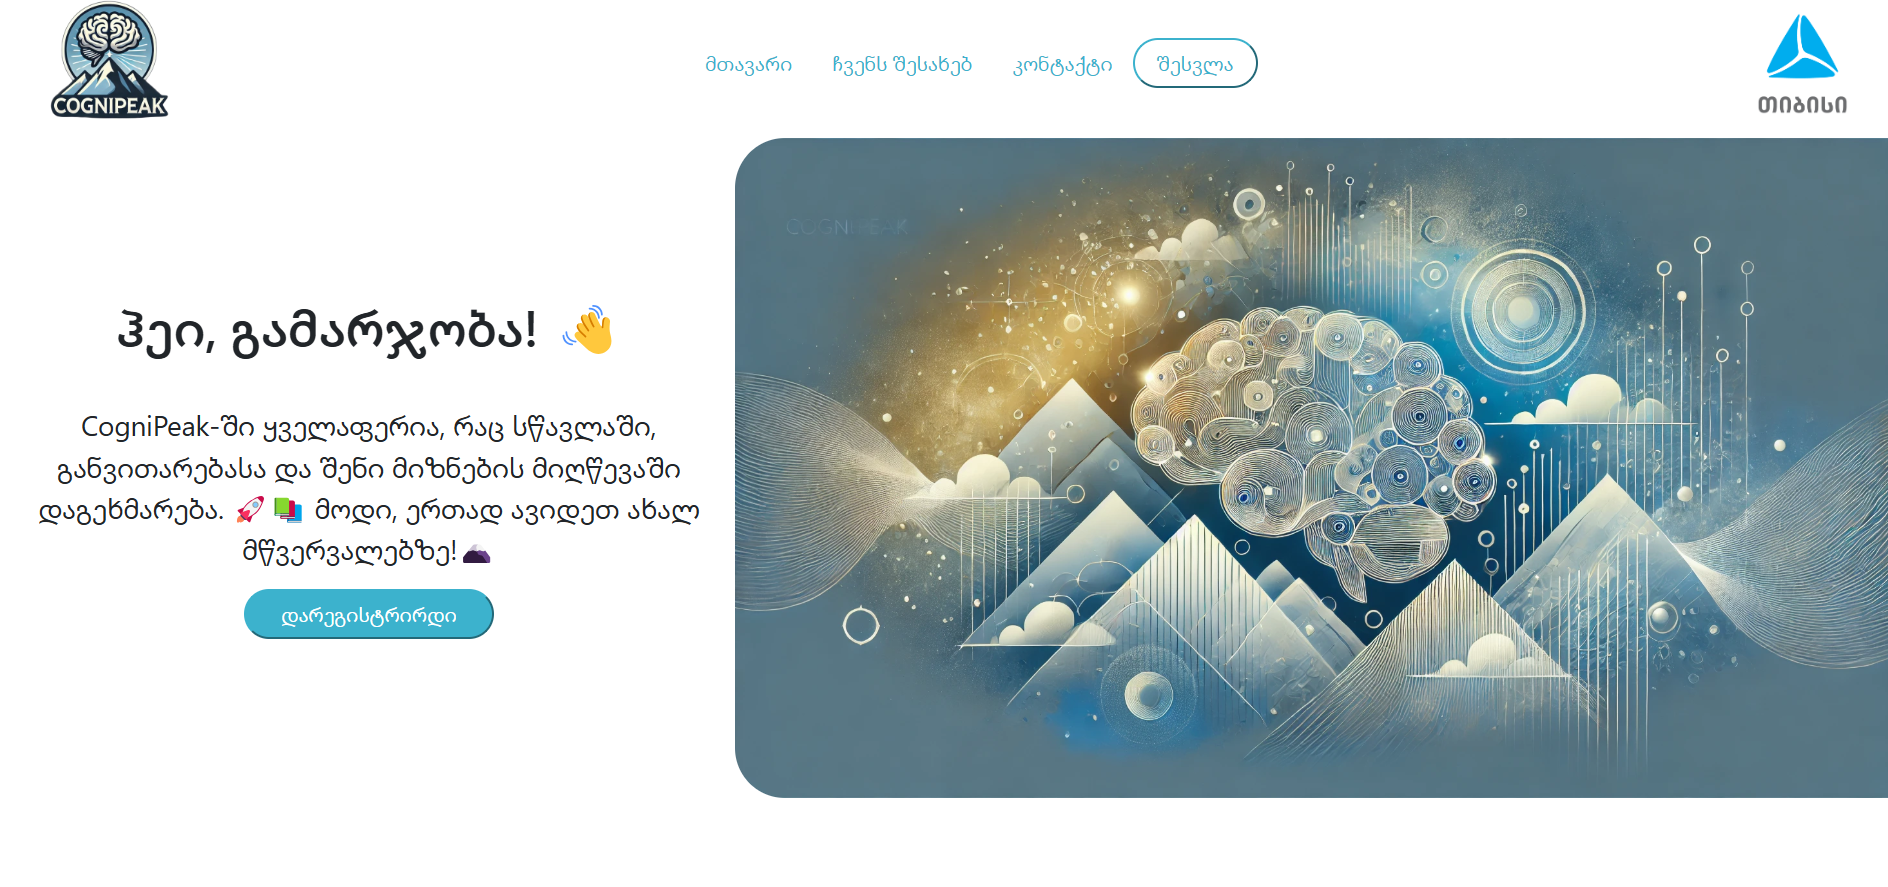 COGNIPEAK
მთავარი
ჩვენს შესახებ
კონტაქტი
შესვლა
თიბისი
COGNIPEAK
ჰეი, გამარჯობა! 👋
CogniPeak-ში ყველაფერია, რაც სწავლაში,
განვითარებასა და შენი მიზნების მიღწევაში
დაგეხმარება. 🚀 📚 მოდი, ერთად ავიდეთ ახალ
მწვერვალებზე! ⛰️
დარეგისტრირდი